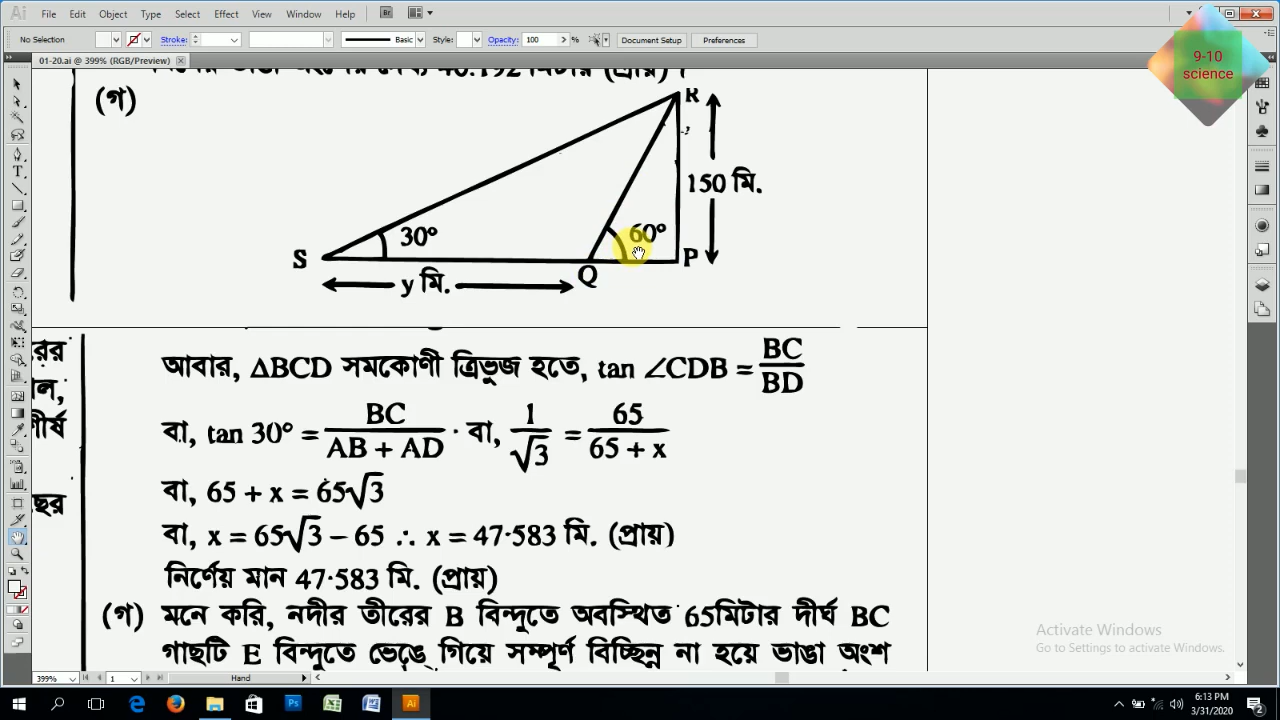 File Edit Object Type Select Effect View Window Help
No Selection Stroke: Basic Style: Opacity: 100 % Document Setup Preferences
01-20.ai @ 399% (RGB/Preview)
9-10
science
(গ)
R
150 মি.
30°
60°
S
Q
P
y মি.
আবার, ΔBCD সমকোণী ত্রিভুজ হতে, tan ∠CDB = BC/BD
বা, tan 30° = BC/(AB + AD) · বা, 1/√3 = 65/(65 + x)
বা, 65 + x = 65√3
বা, x = 65√3 – 65 ∴ x = 47·583 মি. (প্রায়)
নির্ণেয় মান 47·583 মি. (প্রায়)
(গ) মনে করি, নদীর তীরের B বিন্দুতে অবস্থিত 65মিটার দীর্ঘ BC
গাছটি E বিন্দুতে ভেঙে গিয়ে সম্পূর্ণ বিচ্ছিন্ন না হয়ে ভাঙা অংশ
Activate Windows
Go to Settings to activate Windows.
399% 1 Hand
6:13 PM
3/31/2020